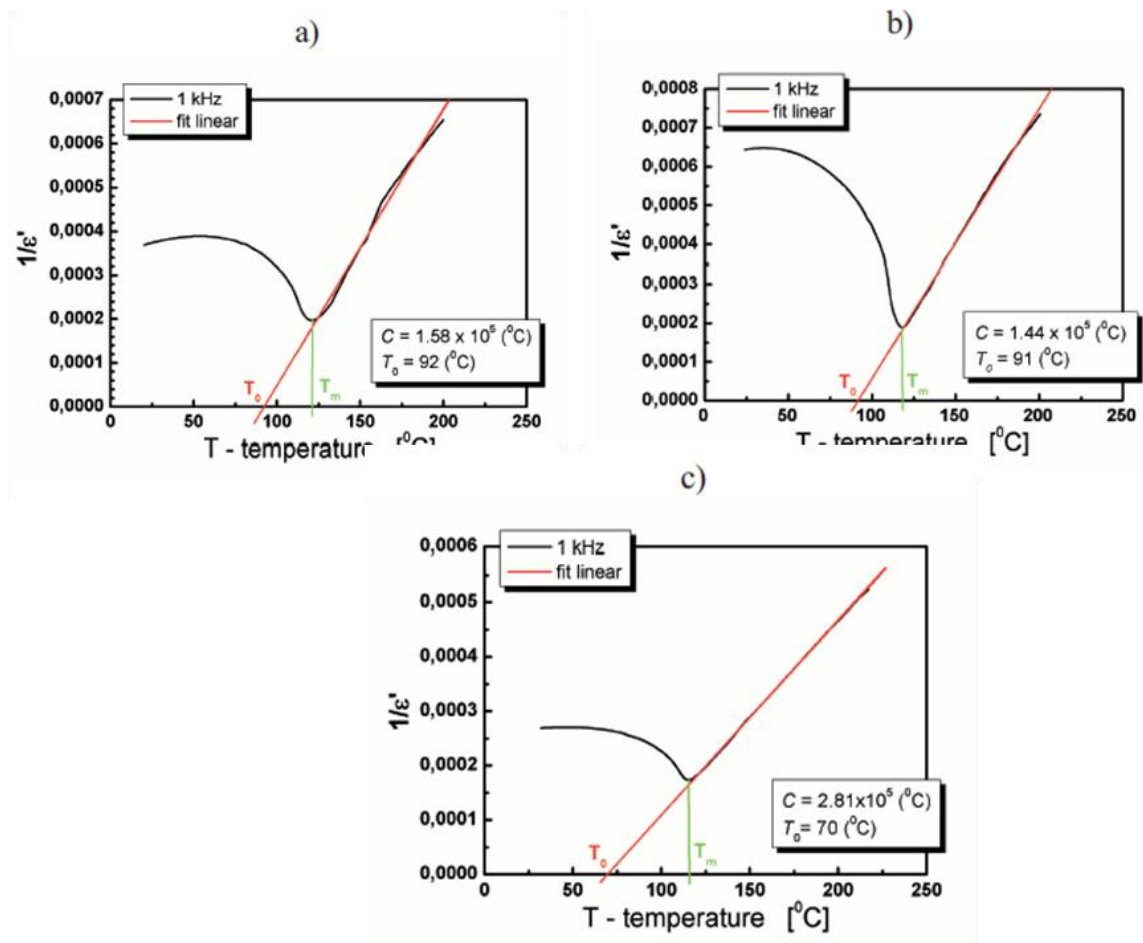 a)
1 kHz
fit linear
0,0007
0,0006
0,0005
0,0004
0,0003
0,0002
0,0001
0,0000
1/ε'
C = 1.58 x 10⁵ (⁰C)
T₀ = 92 (⁰C)
T₀
Tₘ
0 50 75 100 125 150 175 200 225 250
T - temperature [⁰C]
b)
1 kHz
fit linear
0,0008
0,0007
0,0006
0,0005
0,0004
0,0003
0,0002
0,0001
0,0000
1/ε'
C = 1.44 x 10⁵ (⁰C)
T₀ = 91 (⁰C)
T₀
Tₘ
0 50 100 150 200 250
T - temperature [⁰C]
c)
1 kHz
fit linear
0,0006
0,0005
0,0004
0,0003
0,0002
0,0001
0,0000
1/ε'
C = 2.81x10⁵ (⁰C)
T₀= 70 (⁰C)
T₀
Tₘ
0 50 100 150 200 250
T - temperature [⁰C]